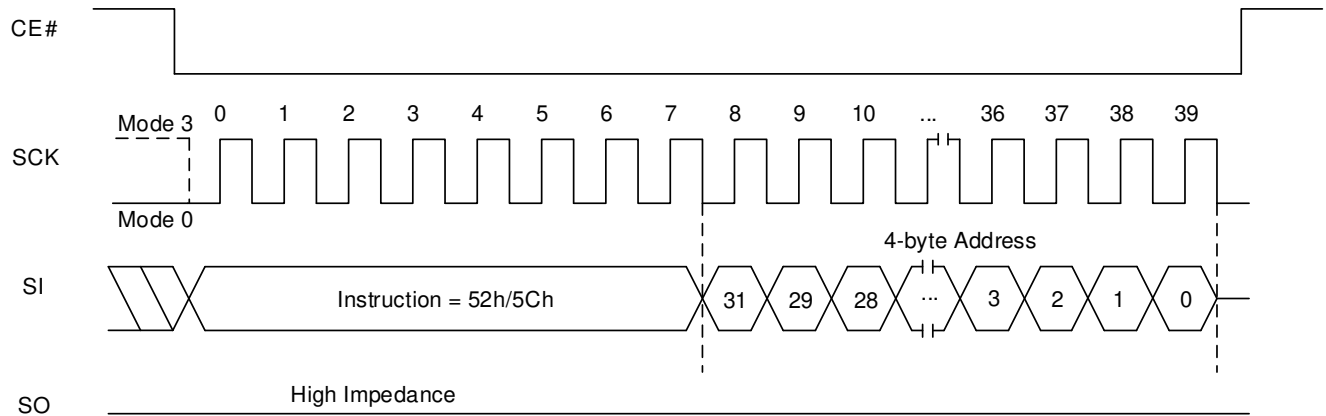 CE#
Mode 3
0 1 2 3 4 5 6 7 8 9 10 ... 36 37 38 39
SCK
Mode 0
4-byte Address
SI
Instruction = 52h/5Ch
31 29 28 ... 3 2 1 0
High Impedance
SO